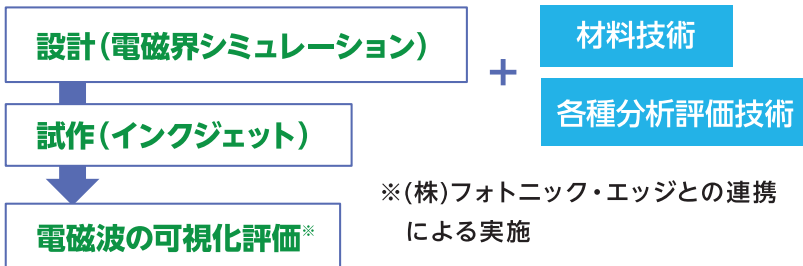 設計(電磁界シミュレーション)
試作(インクジェット)
電磁波の可視化評価※
+
材料技術
各種分析評価技術
※(株)フォトニック・エッジとの連携
による実施